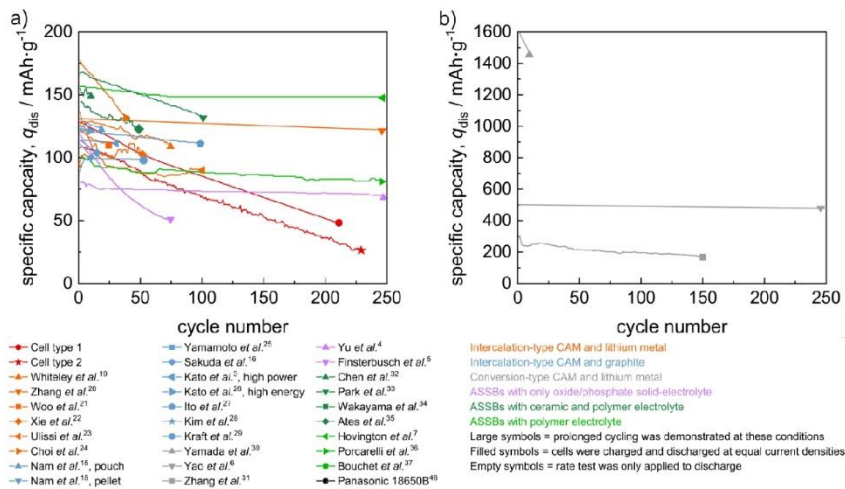 a)
200
150
100
50
0
specific capcaity, q dis / mAh·g⁻¹
0 50 100 150 200 250
cycle number
b)
1600
1400
1200
1000
800
600
400
200
0
specific capcaity, q dis / mAh·g⁻¹
0 50 100 150 200 250
cycle number
Cell type 1
Cell type 2
Whiteley et al.¹⁹
Zhang et al.²⁰
Woo et al.²¹
Xie et al.²²
Ulissi et al.²³
Choi et al.²⁴
Nam et al.¹⁵, pouch
Nam et al.¹⁵, pellet
Yamamoto et al.²⁵
Sakuda et al.¹⁶
Kato et al.³, high power
Kato et al.²⁶, high energy
Ito et al.²⁷
Kim et al.²⁸
Kraft et al.²⁹
Yamada et al.³⁰
Yao et al.⁶
Zhang et al.³¹
Yu et al.⁴
Finsterbusch et al.⁵
Chen et al.³²
Park et al.³³
Wakayama et al.³⁴
Ates et al.³⁵
Hovington et al.⁷
Porcarelli et al.³⁶
Bouchet et al.³⁷
Panasonic 18650B⁴⁸
Intercalation-type CAM and lithium metal
Intercalation-type CAM and graphite
Conversion-type CAM and lithium metal
ASSBs with only oxide/phosphate solid-electrolyte
ASSBs with ceramic and polymer electrolyte
ASSBs with polymer electrolyte
Large symbols = prolonged cycling was demonstrated at these conditions
Filled symbols = cells were charged and discharged at equal current densities
Empty symbols = rate test was only applied to discharge